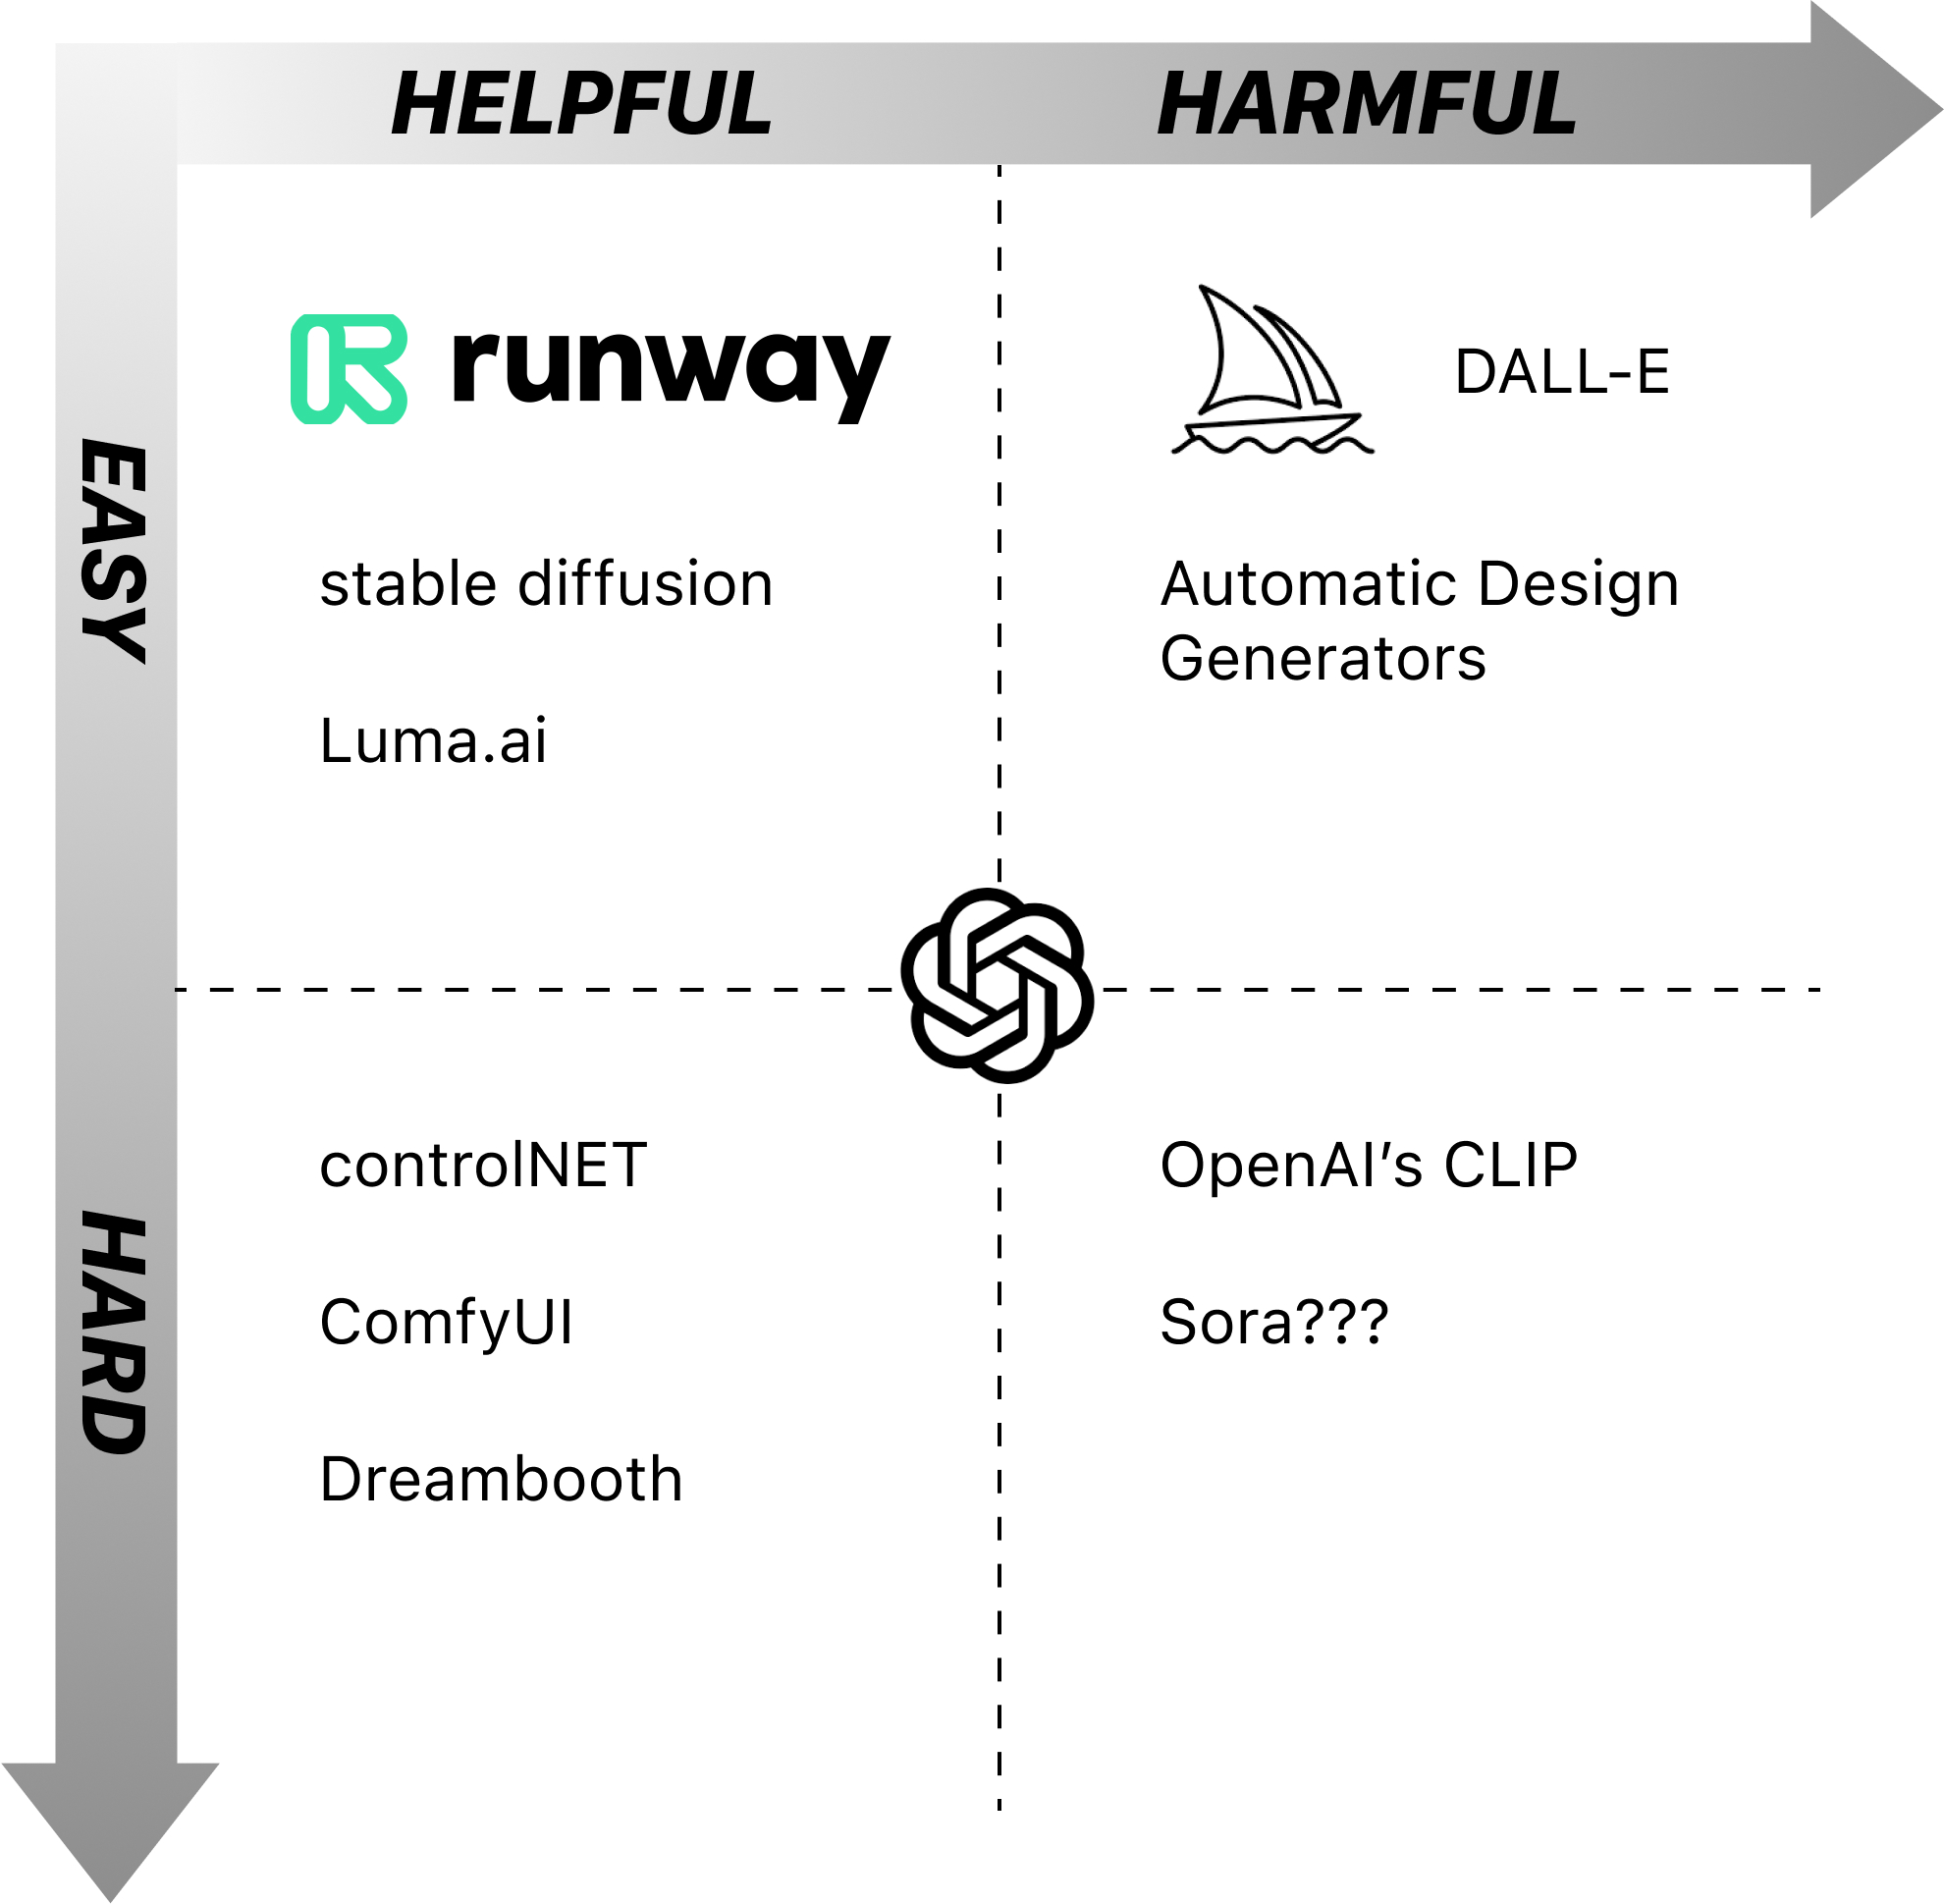 HELPFUL
HARMFUL
EASY
runway
DALL-E
stable diffusion
Automatic Design
Generators
Luma.ai
HARD
controlNET
OpenAI’s CLIP
ComfyUI
Sora???
Dreambooth